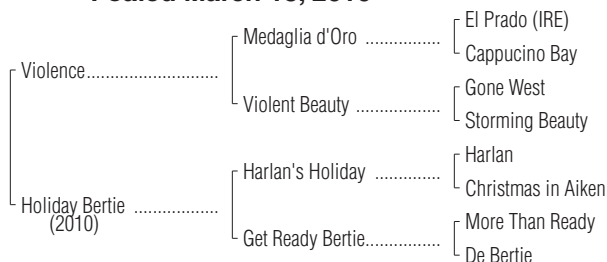 Foaled March
El Prado (IRE)
Medaglia d'Oro ..................
Cappucino Bay
Violence...............................
Gone West
Violent Beauty ....................
Storming Beauty
Harlan
Harlan's Holiday ................
Christmas in Aiken
Holiday Bertie ....................
(2010)
More Than Ready
Get Ready Bertie..................
De Bertie